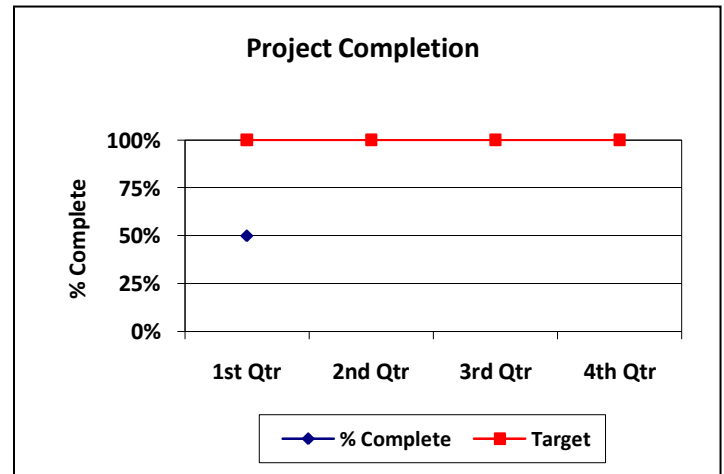 Project Completion
100%
75%
50%
25%
0%
% Complete
1st Qtr 2nd Qtr 3rd Qtr 4th Qtr
% Complete Target